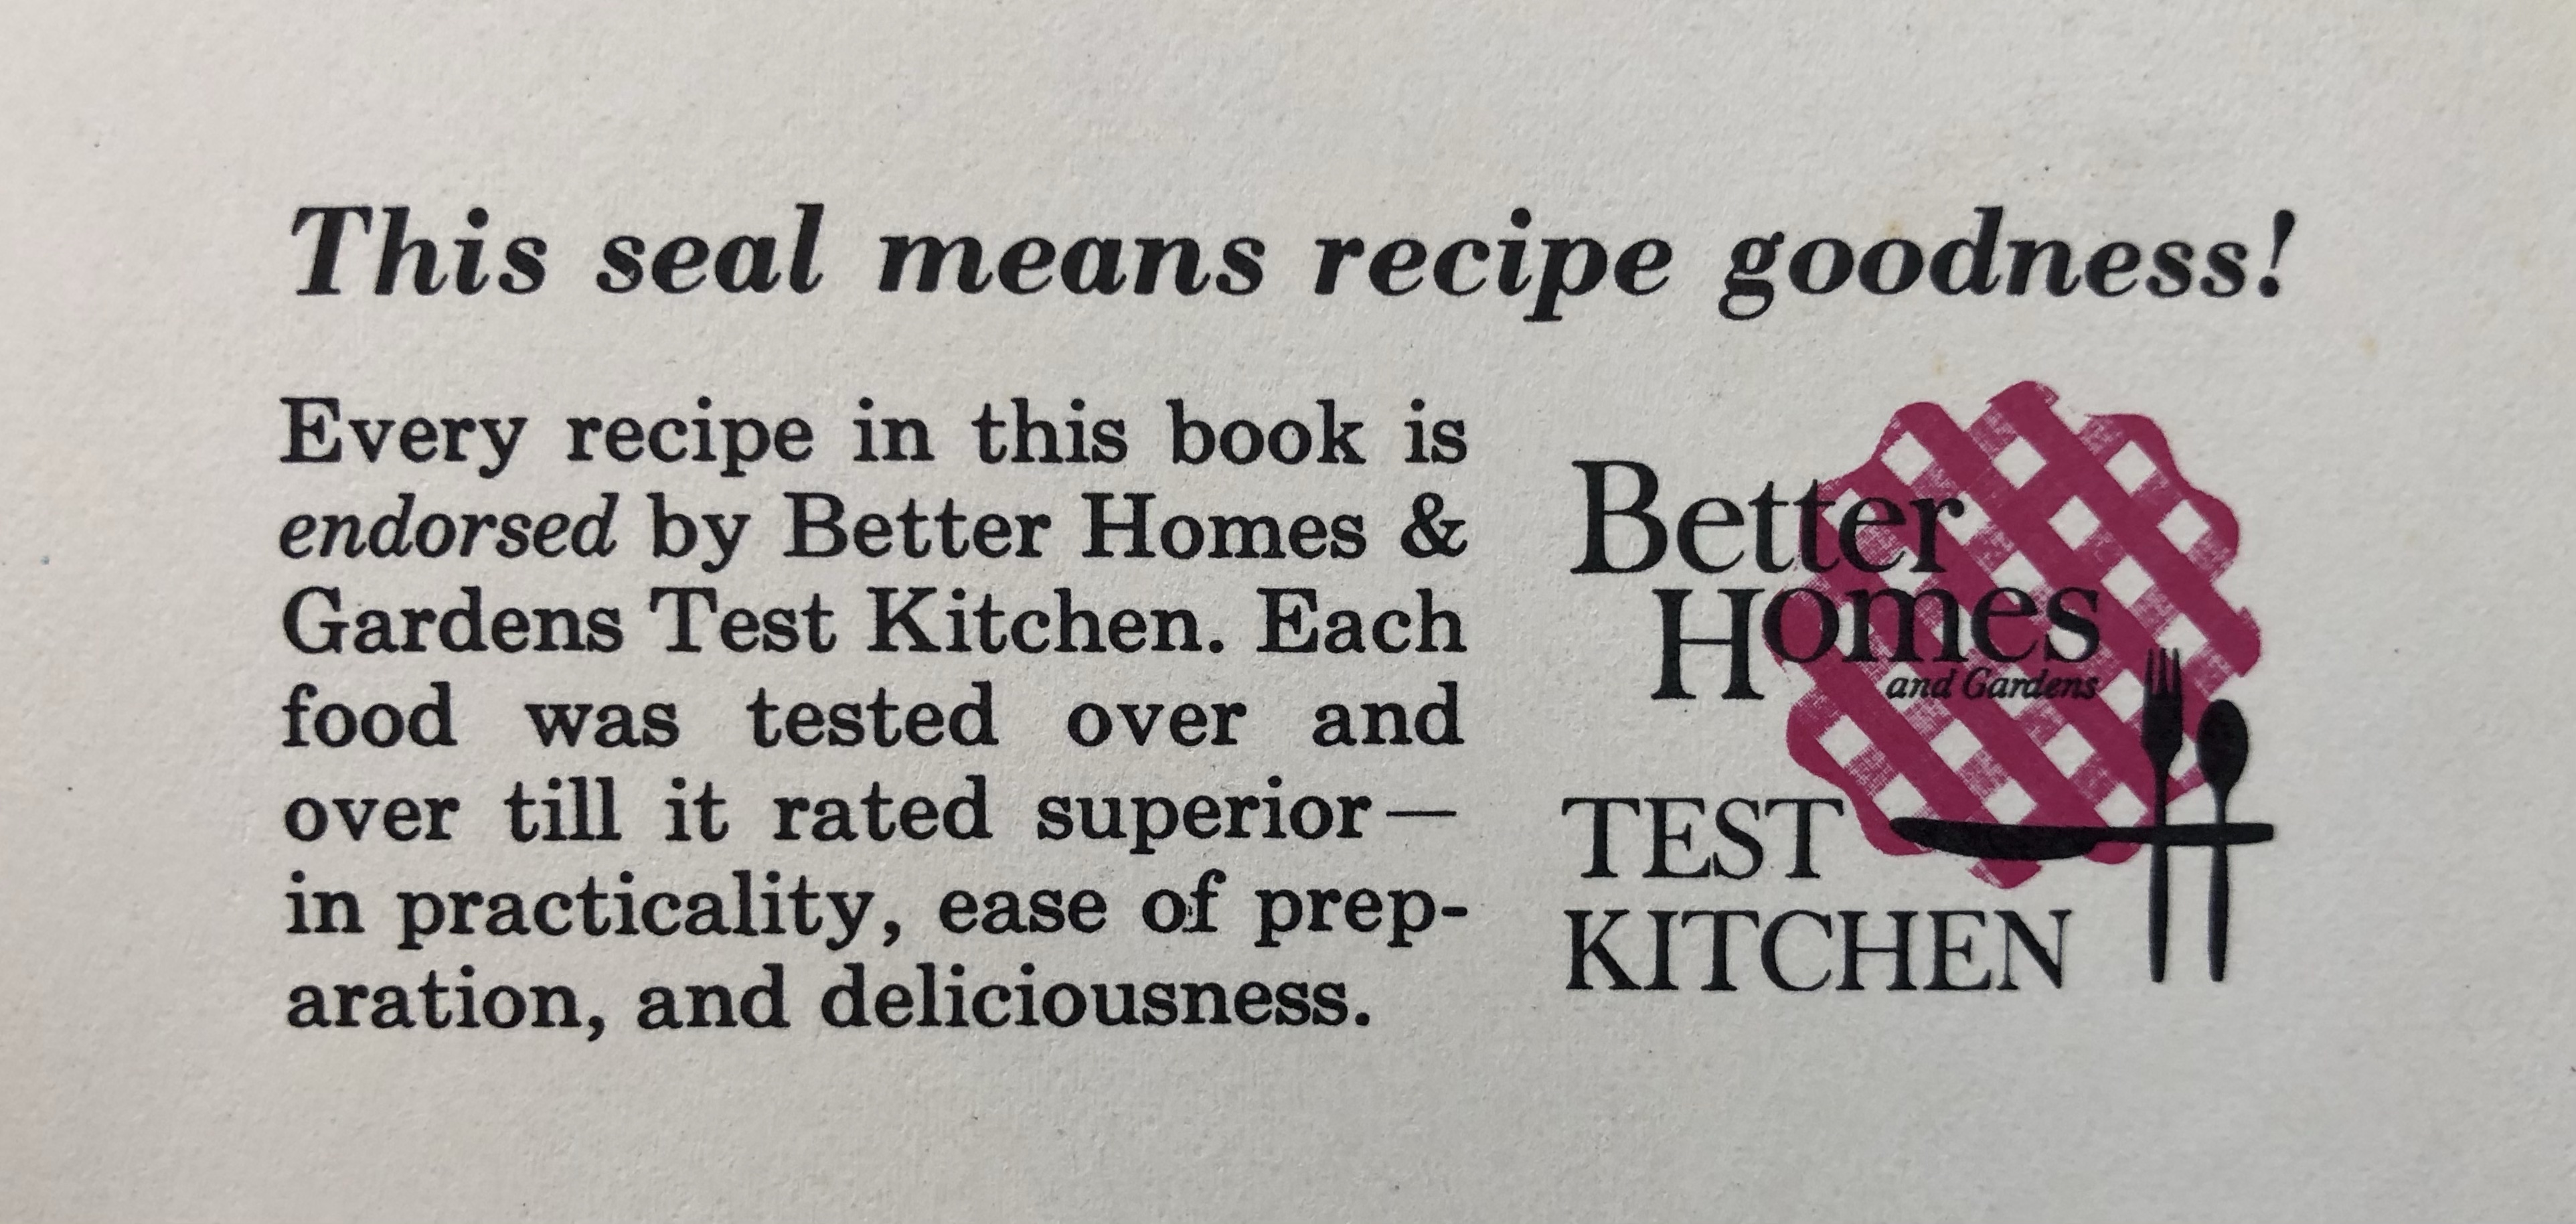 This seal means recipe goodness!
Every recipe in this book is
endorsed by Better Homes &
Gardens Test Kitchen. Each
food was tested over and
over till it rated superior—
in practicality, ease of prep-
aration, and deliciousness.
Better
Homes
and Gardens
TEST
KITCHEN